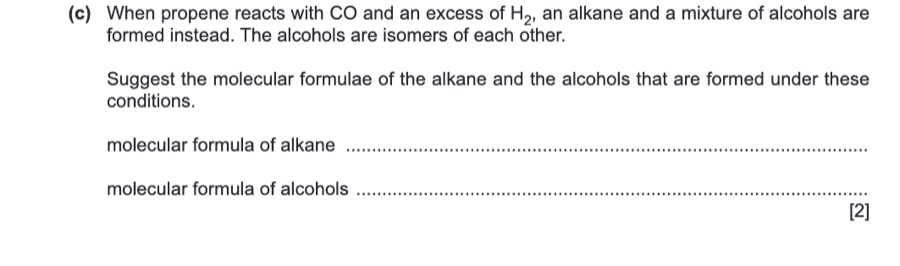 (c) When propene reacts with CO and an excess of H₂, an alkane and a mixture of alcohols are
formed instead. The alcohols are isomers of each other.
Suggest the molecular formulae of the alkane and the alcohols that are formed under these
conditions.
molecular formula of alkane ................................................................
molecular formula of alcohols ................................................................
[2]